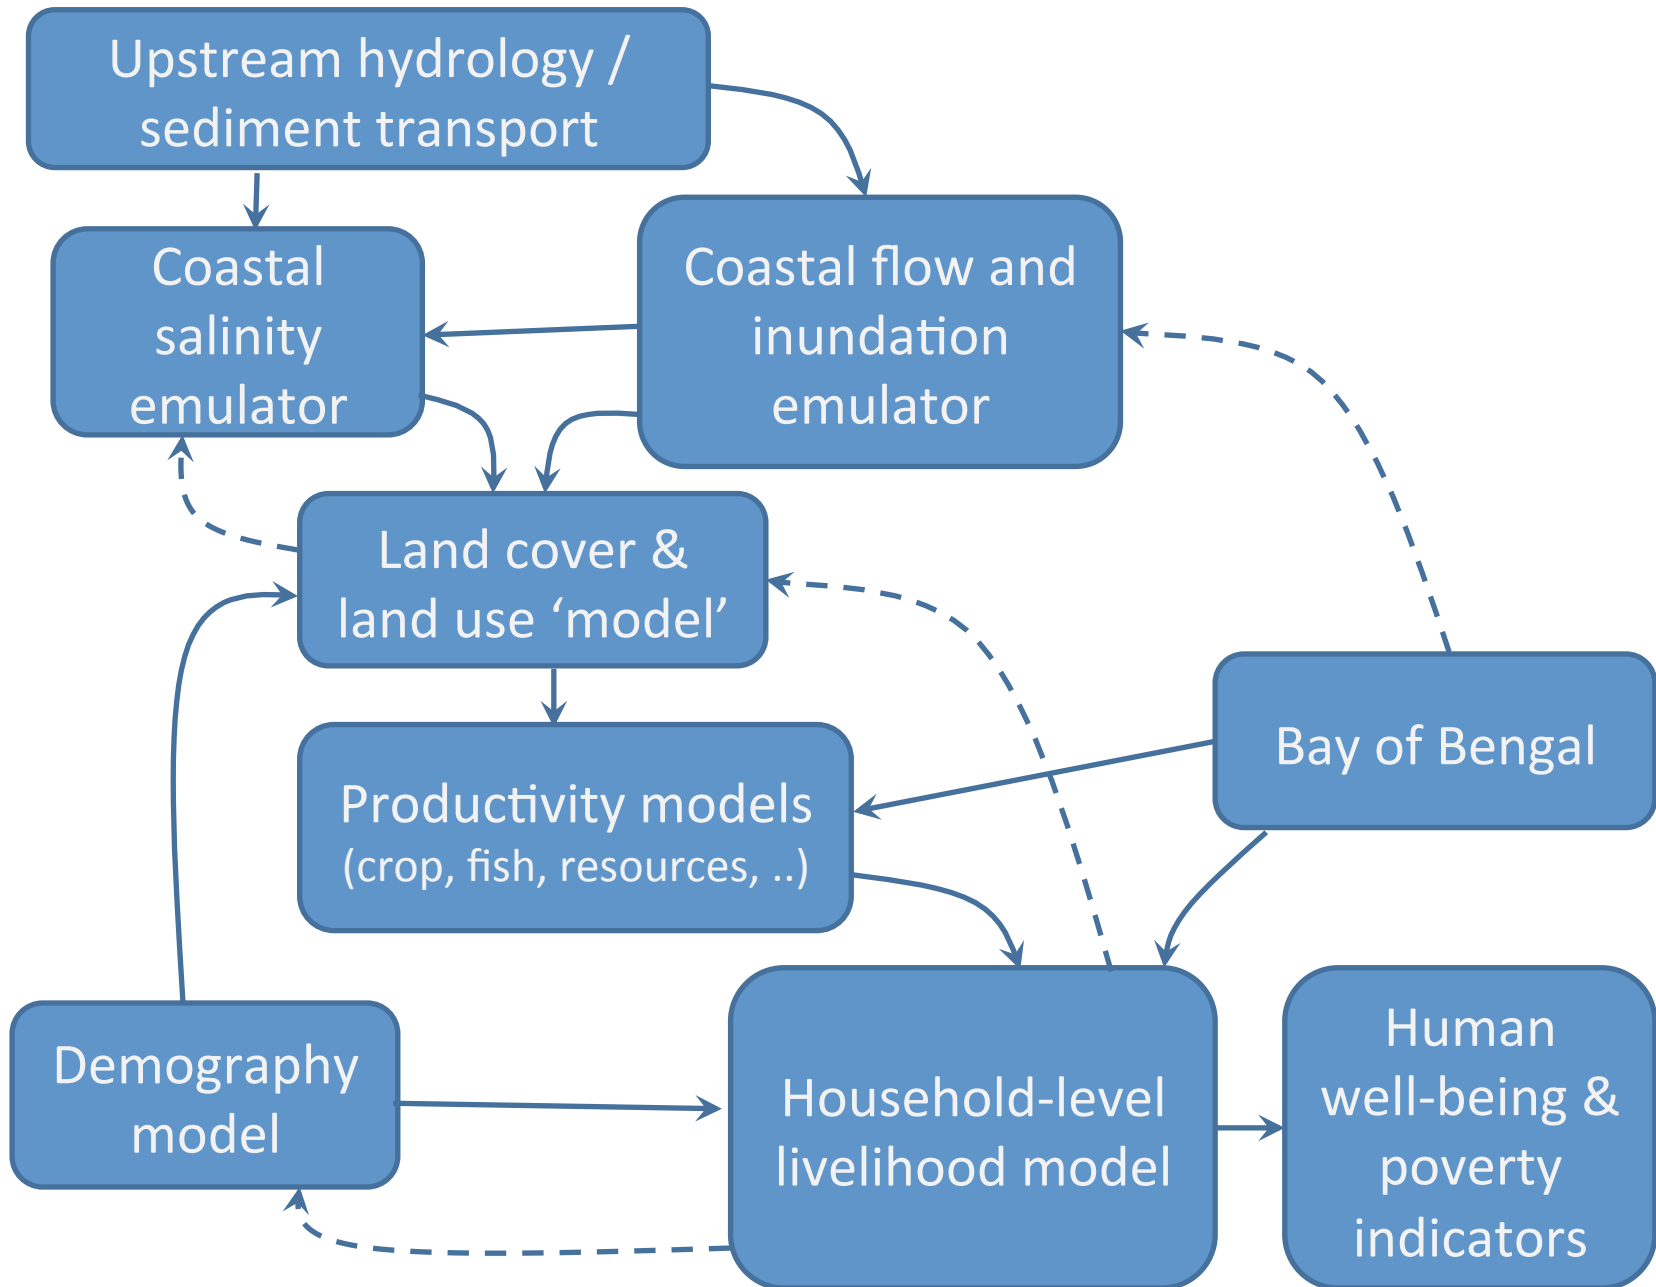 Upstream hydrology /
sediment transport
Coastal
salinity
emulator
Coastal flow and
inundation
emulator
Land cover &
land use ‘model’
Productivity models
(crop, fish, resources, ..)
Bay of Bengal
Demography
model
Household-level
livelihood model
Human
well-being &
poverty
indicators